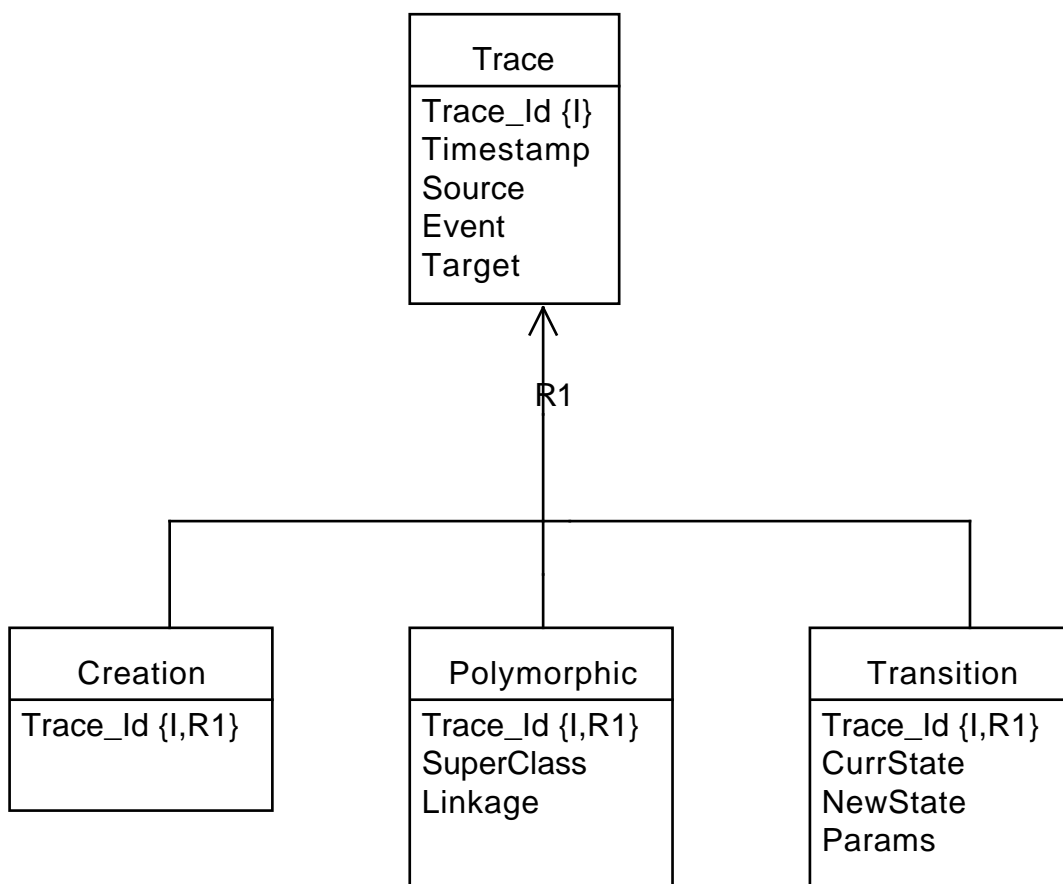 Trace
Trace_Id {I}
Timestamp
Source
Event
Target
R1
Creation
Trace_Id {I,R1}
Polymorphic
Trace_Id {I,R1}
SuperClass
Linkage
Transition
Trace_Id {I,R1}
CurrState
NewState
Params